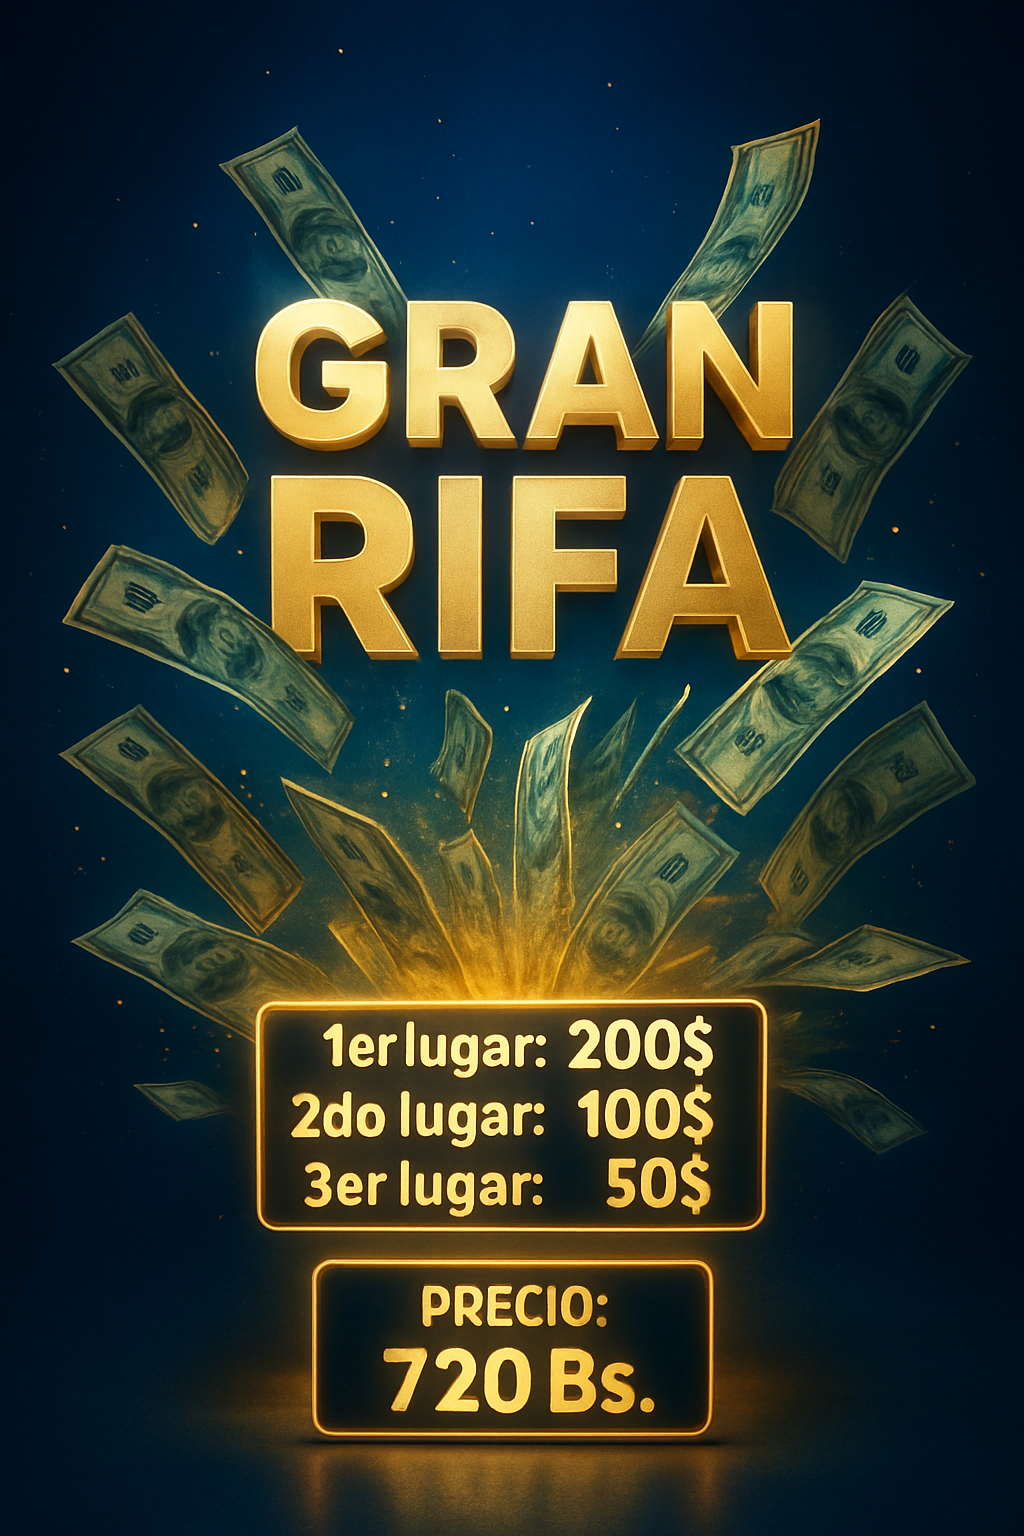 GRAN
RIFA
1er lugar: 200$
2do lugar: 100$
3er lugar: 50$
PRECIO:
720 Bs.